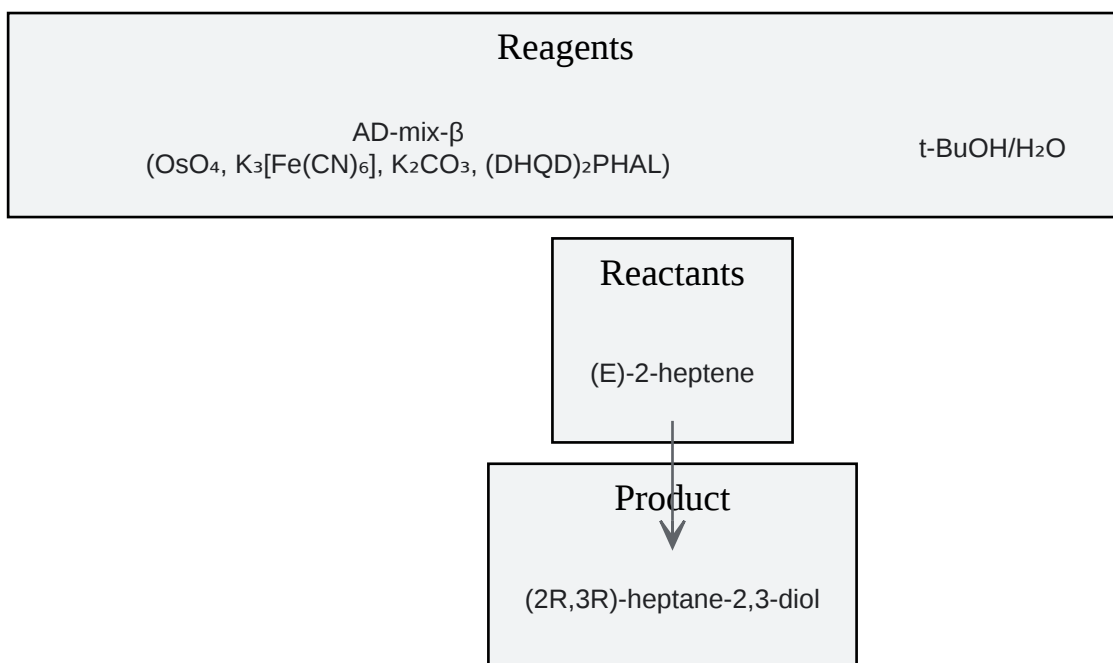 Reagents
AD-mix-β
(OsO₄, K₃[Fe(CN)₆], K₂CO₃, (DHQD)₂PHAL)
t-BuOH/H₂O
Reactants
(E)-2-heptene
Product
(2R,3R)-heptane-2,3-diol